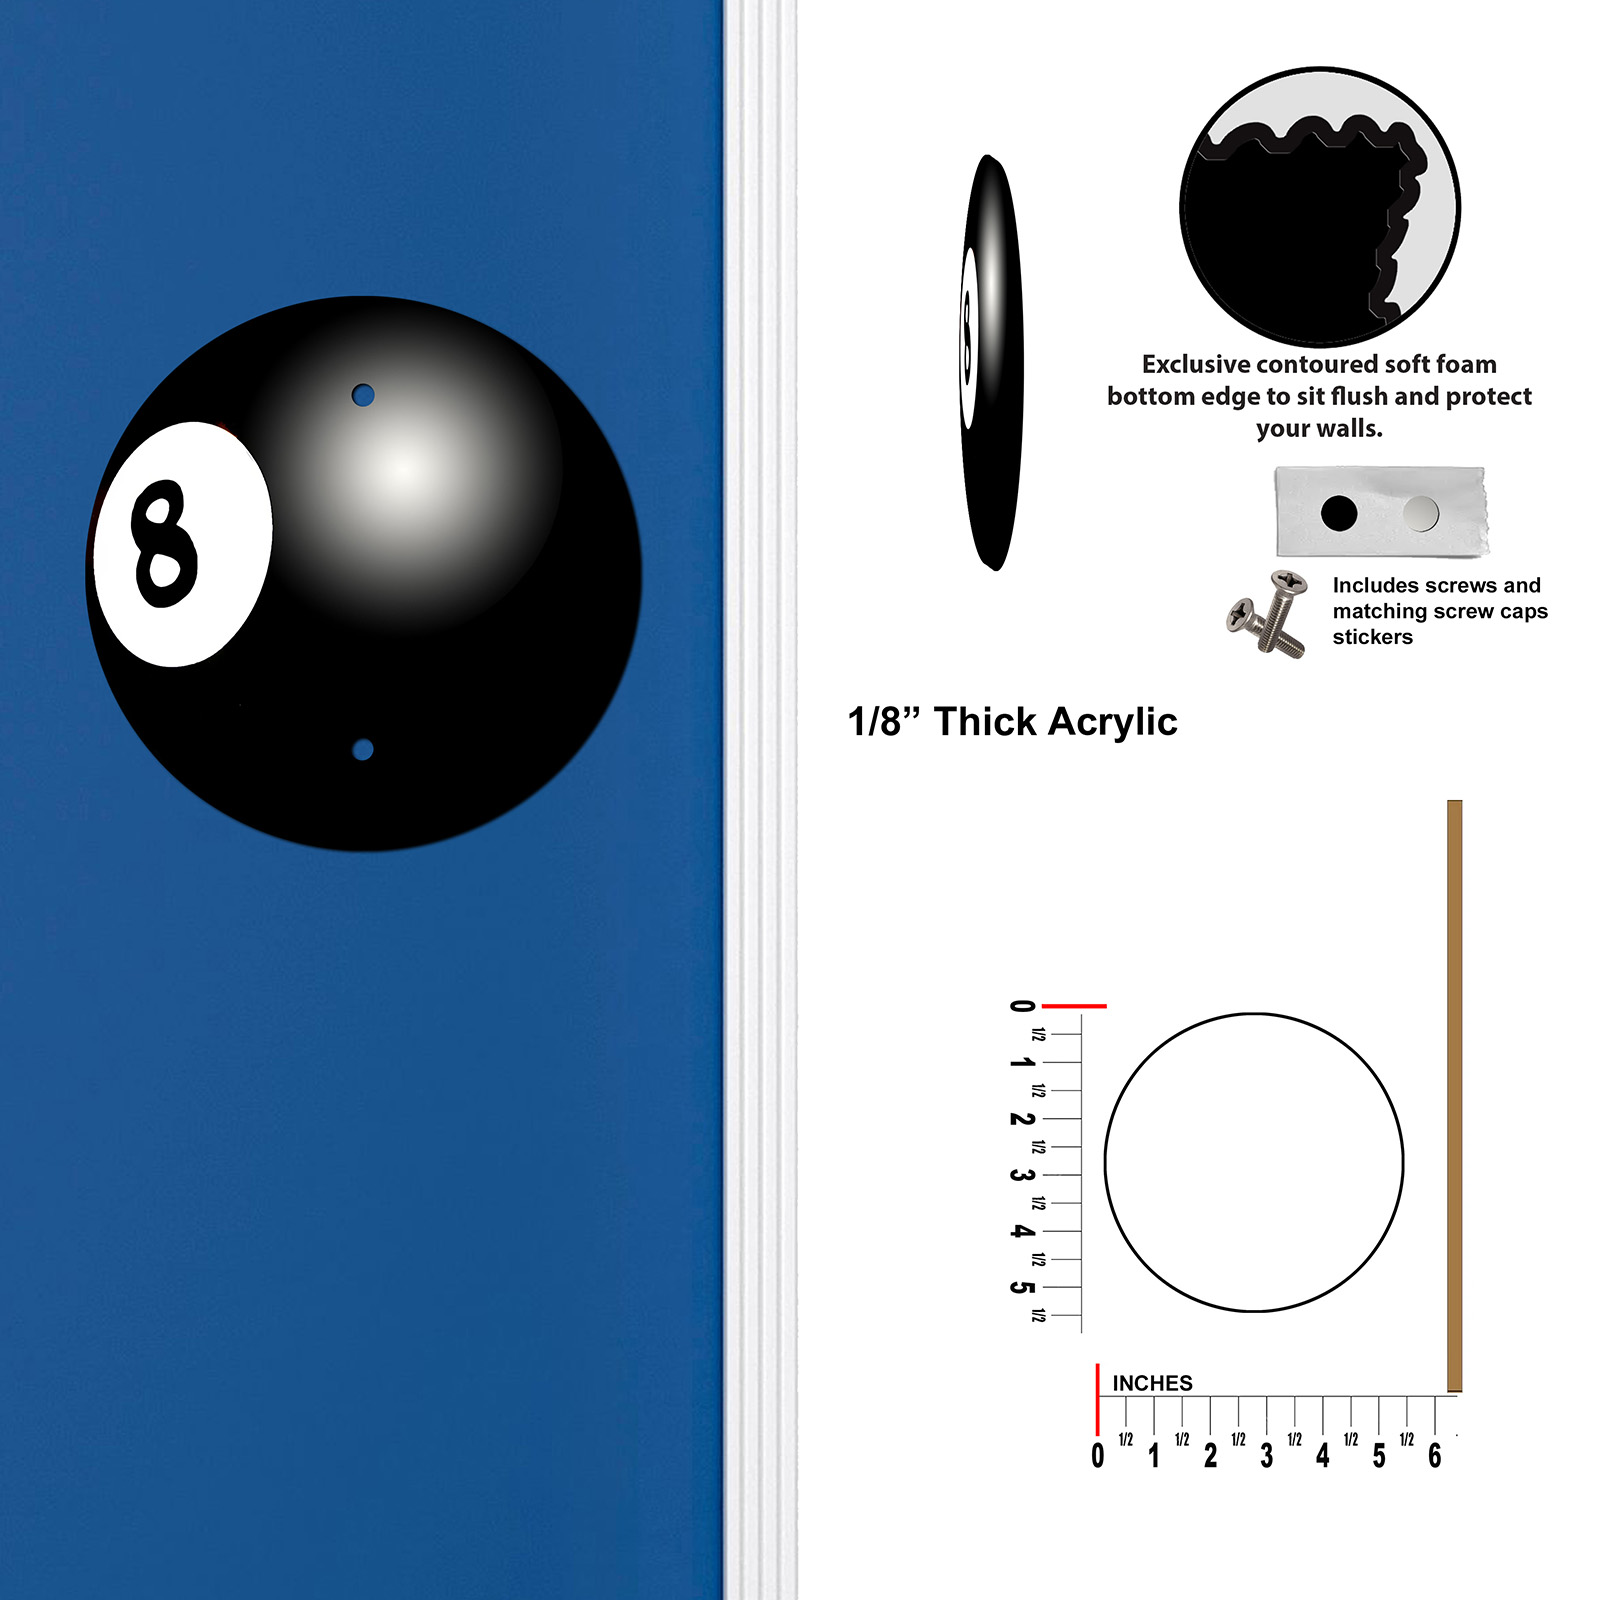 8
8
Exclusive contoured soft foam
bottom edge to sit flush and protect
your walls.
Includes screws and
matching screw caps
stickers
1/8” Thick Acrylic
0
1/2
1
1/2
2
1/2
3
1/2
4
1/2
5
1/2
INCHES
0 1/2 1 1/2 2 1/2 3 1/2 4 1/2 5 1/2 6